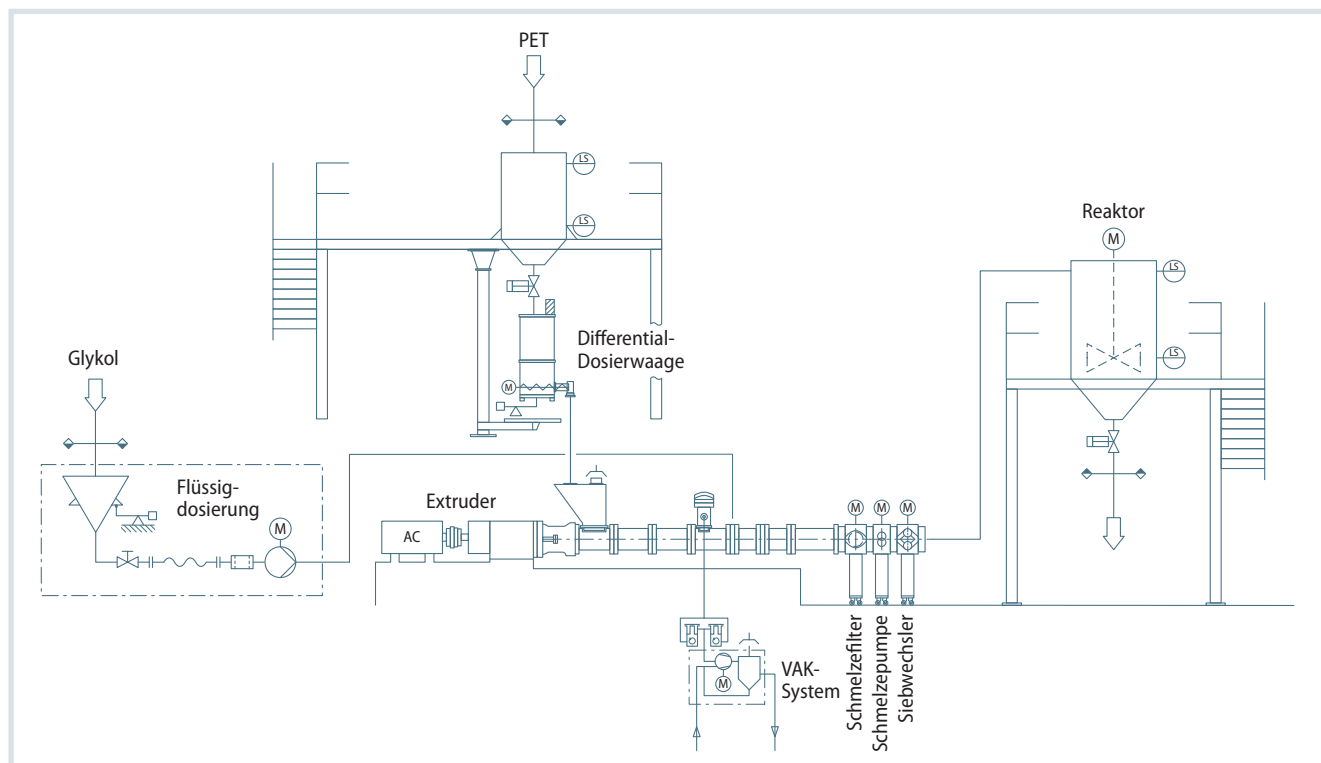 PET
LS
LS
Reaktor
M
LS
Differential-
Dosierwaage
LS
Glykol
M
Flüssig-
dosierung
Extruder
M
M
M
M
AC
Schmelzefilter
Schmelzepumpe
Siebwechsler
VAK-
System
M